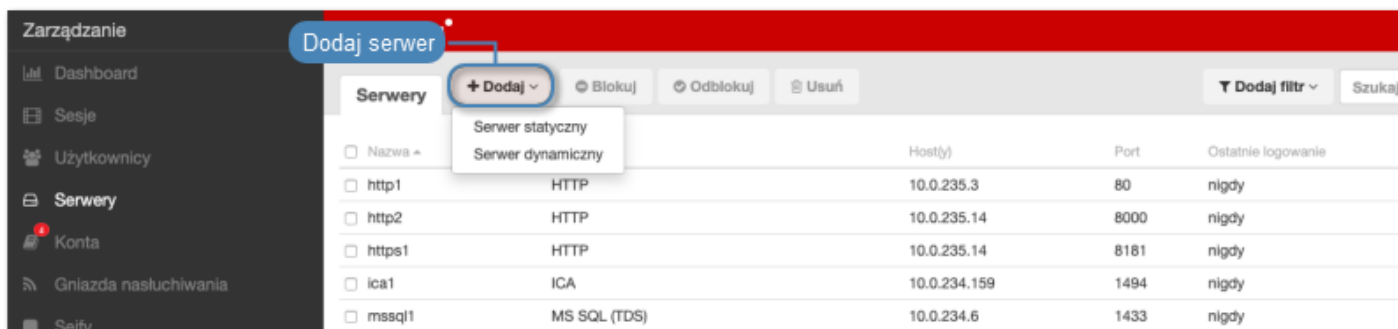 Zarządzanie
Dodaj serwer
Dashboard
Serwery
+ Dodaj
Blokuj
Odblokuj
Usuń
Dodaj filtr
Szukaj
Sesje
Serwer statyczny
Użytkownicy
Nazwa
Serwer dynamiczny
Host(y)
Port
Ostatnie logowanie
http1 HTTP 10.0.235.3 80 nigdy
Serwery
http2 HTTP 10.0.235.14 8000 nigdy
Konta
https1 HTTP 10.0.235.14 8181 nigdy
Gniazda nasłuchiwania
ica1 ICA 10.0.234.159 1494 nigdy
Sejfy
mssql1 MS SQL (TDS) 10.0.234.6 1433 nigdy